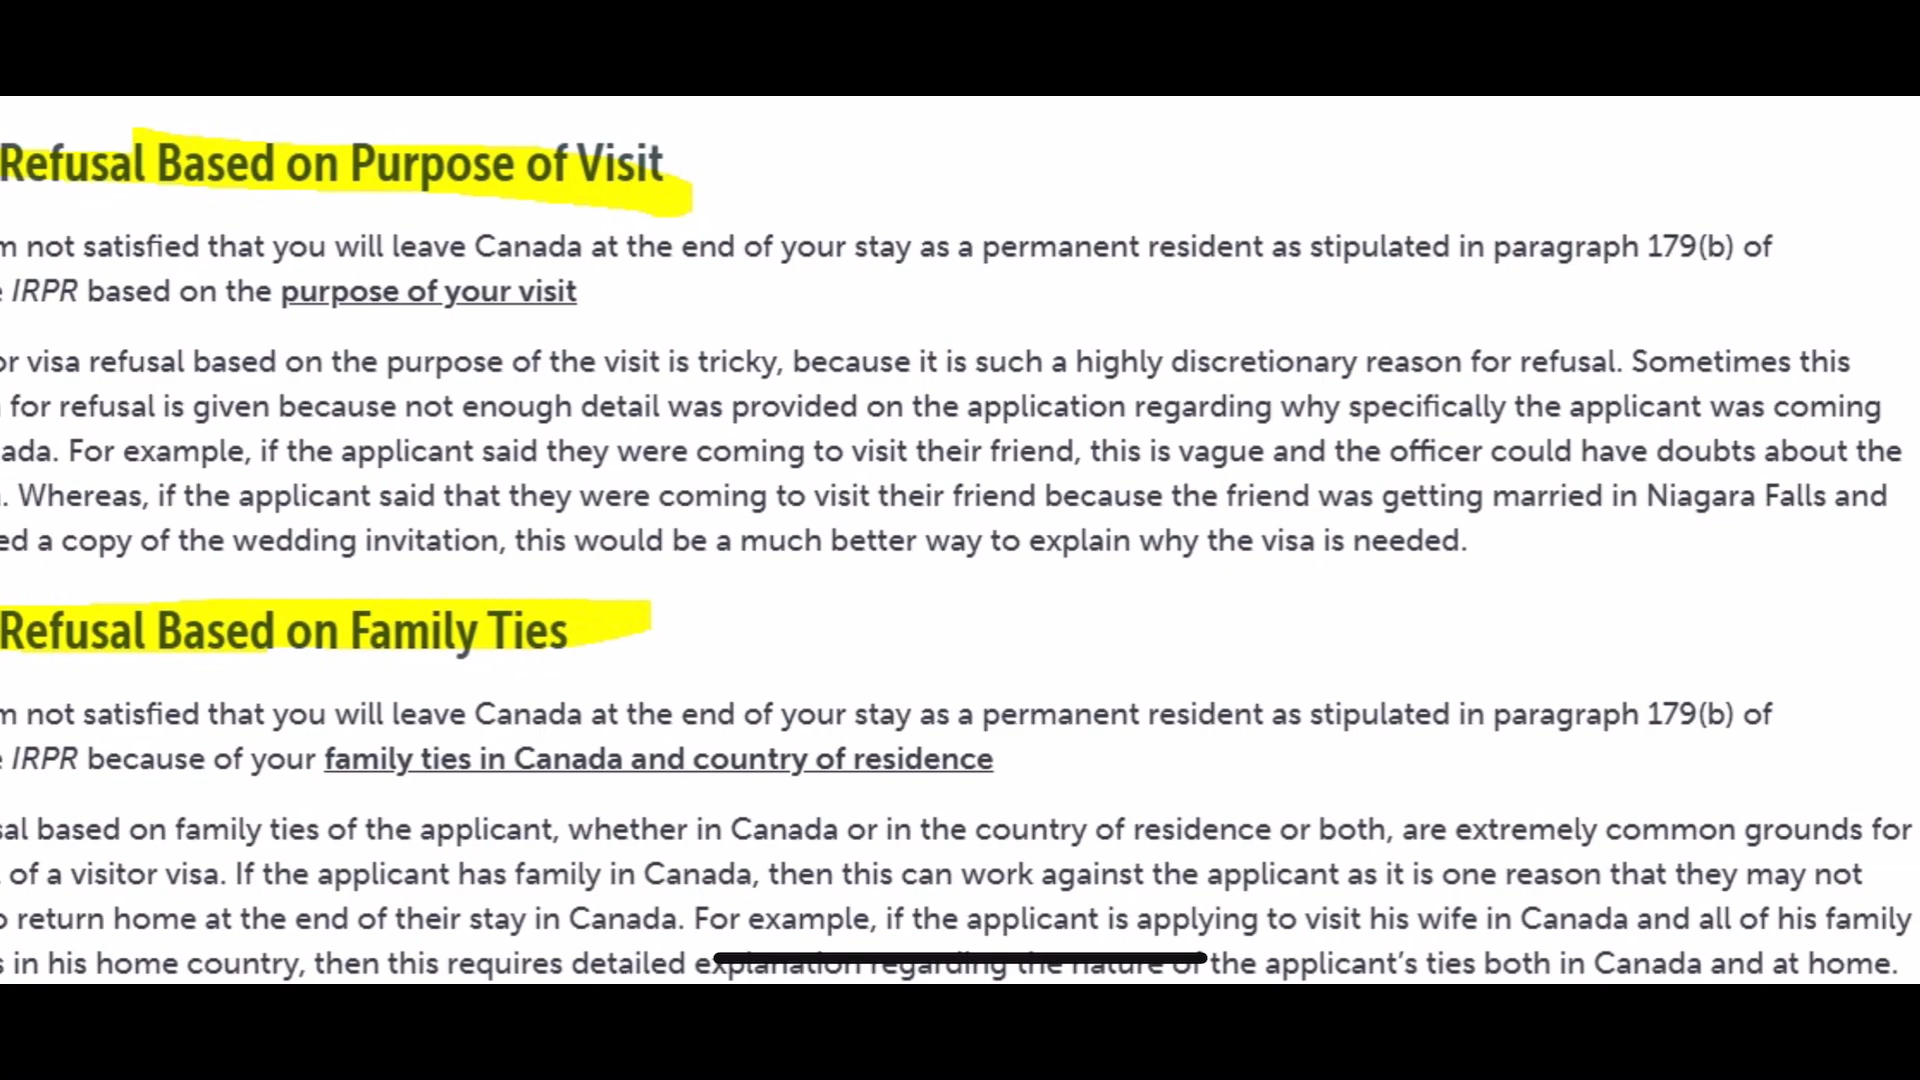 Refusal Based on Purpose of Visit
not satisfied that you will leave Canada at the end of your stay as a permanent resident as stipulated in paragraph 179(b) of
IRPR based on the purpose of your visit
visa refusal based on the purpose of the visit is tricky, because it is such a highly discretionary reason for refusal. Sometimes this
for refusal is given because not enough detail was provided on the application regarding why specifically the applicant was coming
ada. For example, if the applicant said they were coming to visit their friend, this is vague and the officer could have doubts about the
. Whereas, if the applicant said that they were coming to visit their friend because the friend was getting married in Niagara Falls and
ed a copy of the wedding invitation, this would be a much better way to explain why the visa is needed.
Refusal Based on Family Ties
not satisfied that you will leave Canada at the end of your stay as a permanent resident as stipulated in paragraph 179(b) of
IRPR because of your family ties in Canada and country of residence
al based on family ties of the applicant, whether in Canada or in the country of residence or both, are extremely common grounds for
of a visitor visa. If the applicant has family in Canada, then this can work against the applicant as it is one reason that they may not
return home at the end of their stay in Canada. For example, if the applicant is applying to visit his wife in Canada and all of his family
in his home country, then this requires detailed explanation regarding the nature of the applicant's ties both in Canada and at home.